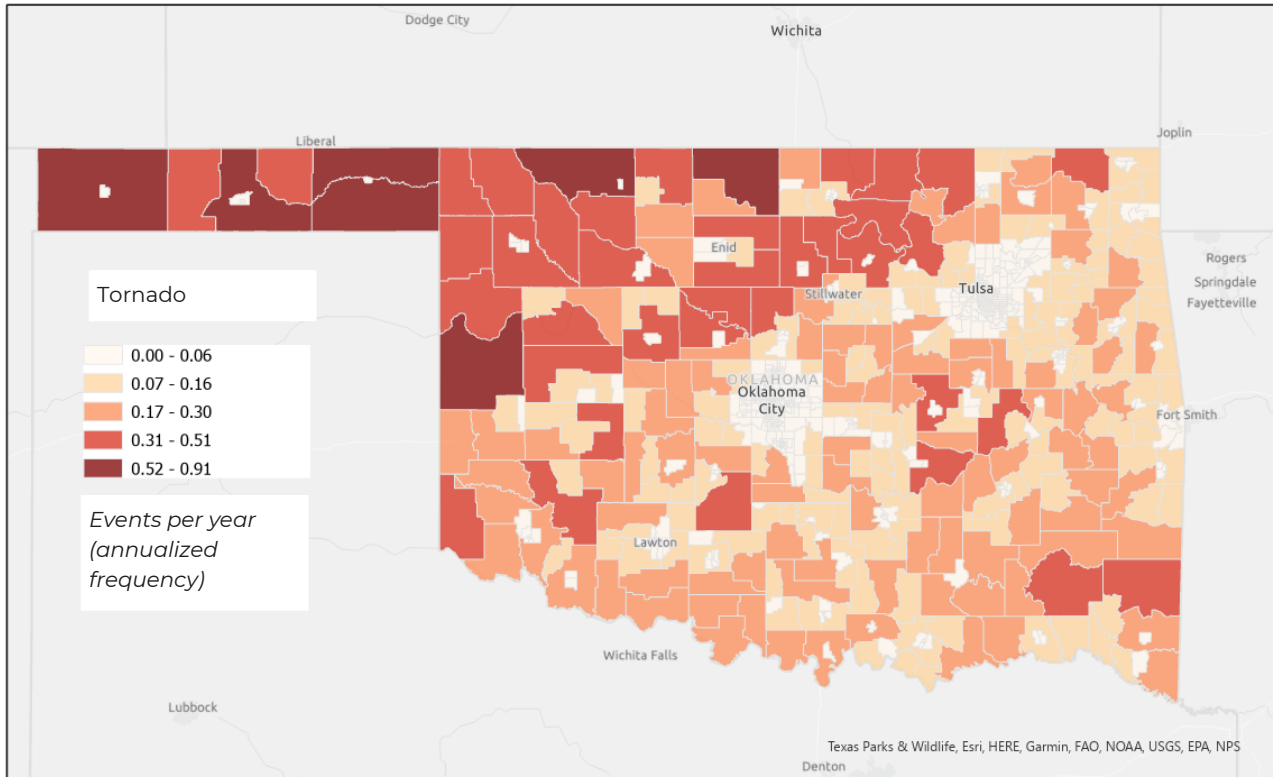 Dodge City
Wichita
Liberal
Joplin
Enid
Rogers
Springdale
Fayetteville
Tulsa
Stillwater
Tornado
0.00 - 0.06
0.07 - 0.16
0.17 - 0.30
0.31 - 0.51
0.52 - 0.91
OKLAHOMA
Oklahoma
City
Fort Smith
Events per year
(annualized
frequency)
Lawton
Wichita Falls
Lubbock
Texas Parks & Wildlife, Esri, HERE, Garmin, FAO, NOAA, USGS, EPA, NPS
Denton